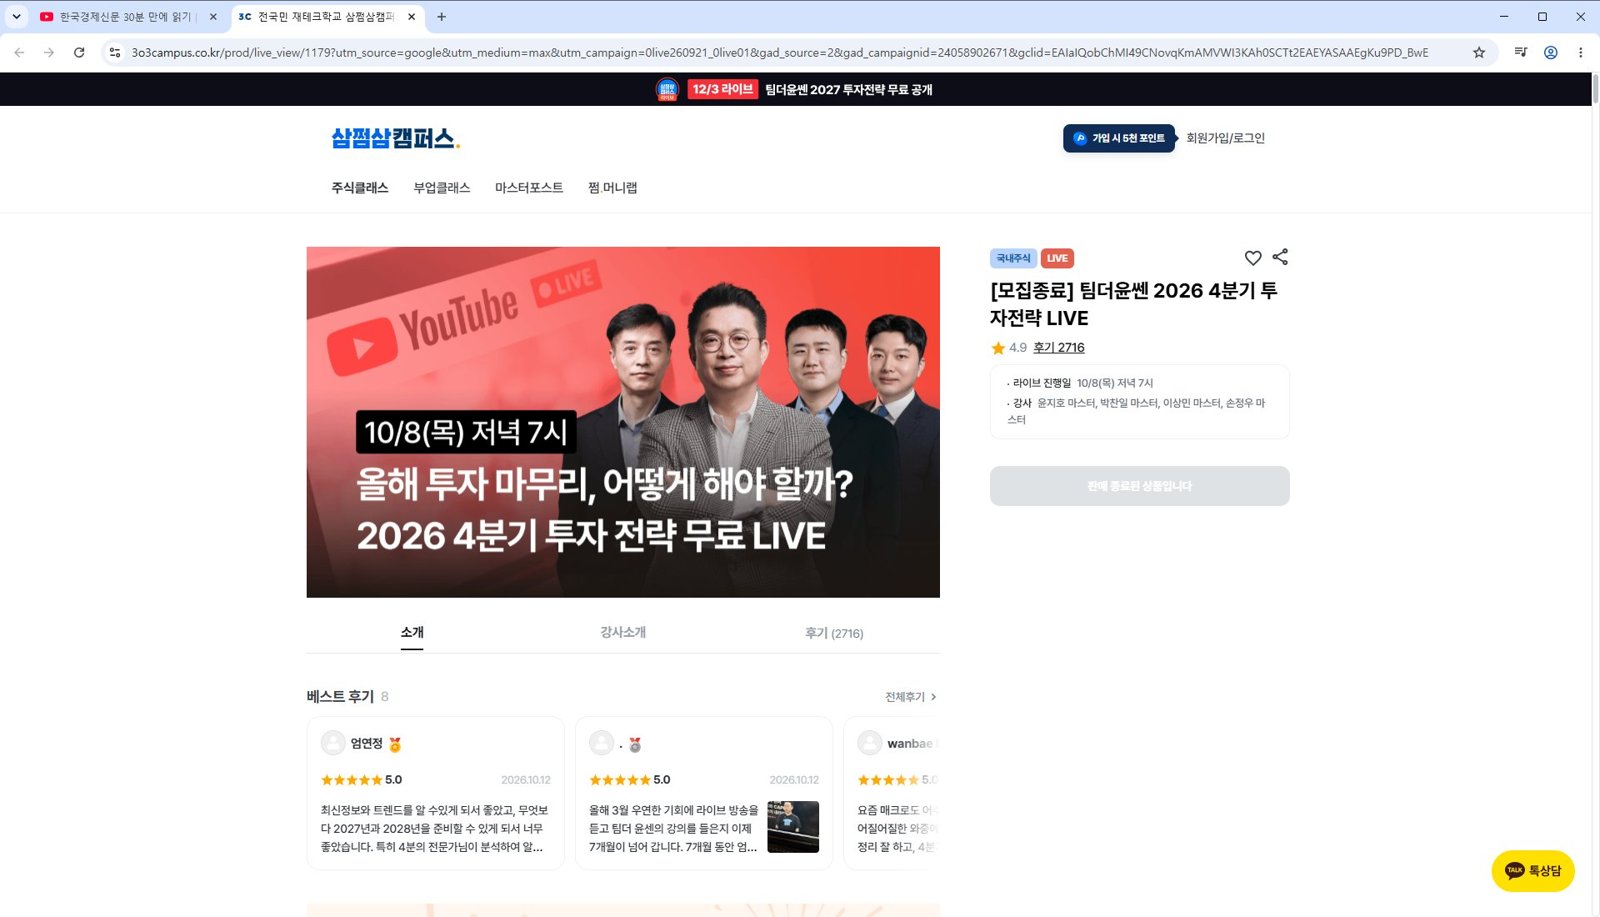 한국경제신문 30분 만에 읽기
전국민 재테크학교 삼쩜삼캠퍼
3o3campus.co.kr/prod/live_view/1179?utm_source=google&utm_medium=max&utm_campaign=0live260921_0live01&gad_source=2&gad_campaignid=24058902671&gclid=EAIaIQobChMI49CNovqKmAMVWI3KAh0SCTt2EAEYASAAEgKu9PD_BwE
12/3 라이브 팀더윤쎈 2027 투자전략 무료 공개
삼쩜삼캠퍼스.
가입 시 5천 포인트
회원가입/로그인
주식클래스
부업클래스
마스터포스트
쩜.머니랩
YouTube LIVE
10/8(목) 저녁 7시
올해 투자 마무리, 어떻게 해야 할까?
2026 4분기 투자 전략 무료 LIVE
국내주식 LIVE
[모집종료] 팀더윤쎈 2026 4분기 투
자전략 LIVE
4.9 후기 2716
· 라이브 진행일 10/8(목) 저녁 7시
· 강사 윤지호 마스터, 박찬일 마스터, 이상민 마스터, 손정우 마
스터
판매 종료된 상품입니다
소개
강사소개
후기 (2716)
베스트 후기 8
전체후기
엄연정
5.0
2026.10.12
최신정보와 트렌드를 알 수있게 되서 좋았고, 무엇보
다 2027년과 2028년을 준비할 수 있게 되서 너무
좋았습니다. 특히 4분의 전문가님이 분석하여 알...
.
5.0
2026.10.12
올해 3월 우연한 기회에 라이브 방송을
듣고 팀더 윤센의 강의를 들은지 이제
7개월이 넘어 갑니다. 7개월 동안 엄...
wanbae
5.0
요즘 매크로도
어질어질한 와중에
정리 잘 하고, 4분
TALK 톡상담